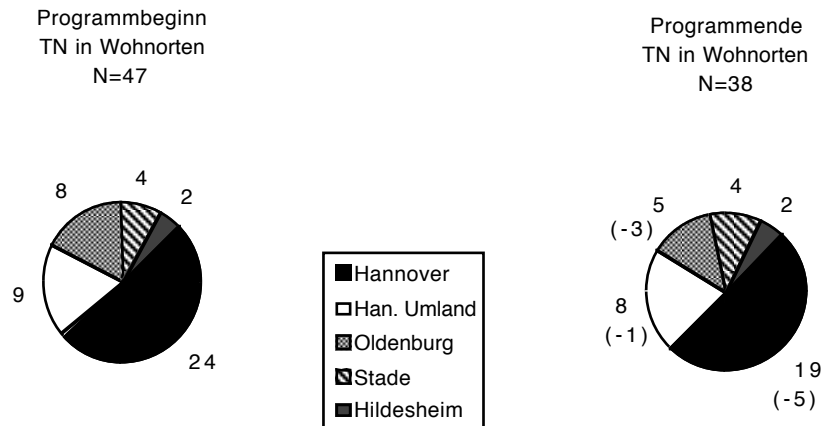 Programmbeginn
TN in Wohnorten
N=47
8
4
2
9
24
Hannover
Han. Umland
Oldenburg
Stade
Hildesheim
Programmende
TN in Wohnorten
N=38
5
(-3)
4
2
8
(-1)
19
(-5)